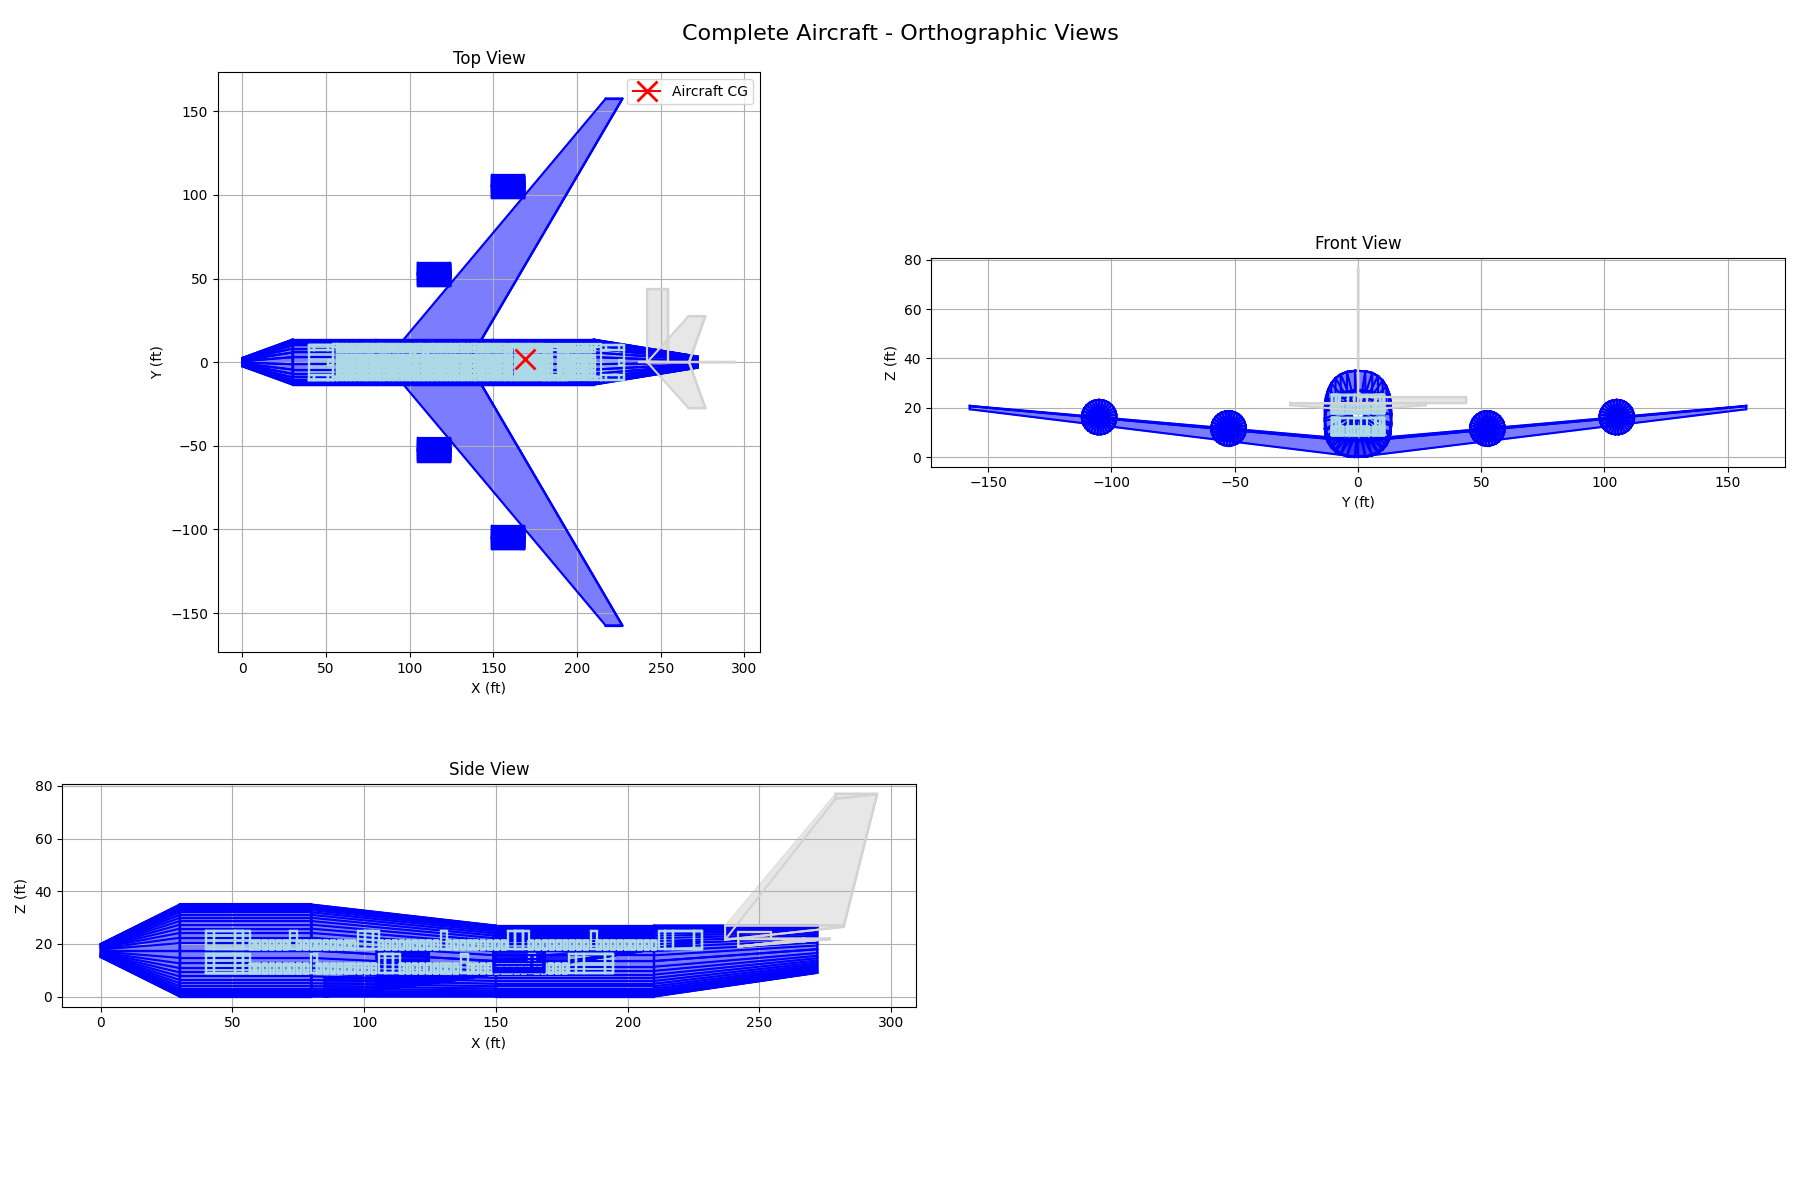 Complete Aircraft - Orthographic Views
Top View
Aircraft CG
150
100
50
0
−50
−100
−150
Y (ft)
0 50 100 150 200 250 300
X (ft)
Front View
80
60
40
20
0
Z (ft)
−150 −100 −50 0 50 100 150
Y (ft)
Side View
80
60
40
20
0
Z (ft)
0 50 100 150 200 250 300
X (ft)